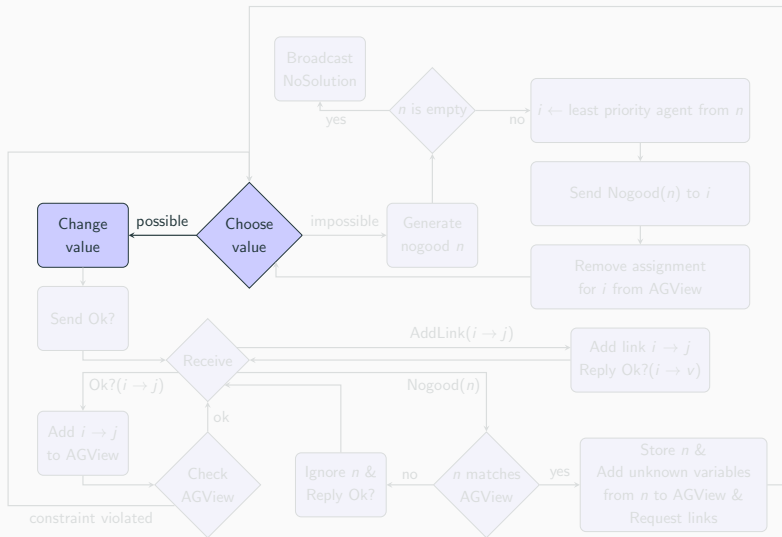 Broadcast
NoSolution
n is empty
i ← least priority agent from n
yes
no
Send Nogood(n) to i
Change
value
possible
Choose
value
impossible
Generate
nogood n
Remove assignment
for i from AGView
Send Ok?
Receive
AddLink(i → j)
Add link i → j
Reply Ok?(i → v)
Ok?(i → j)
Nogood(n)
ok
Add i → j
to AGView
Check
AGView
Ignore n &
Reply Ok?
no
n matches
AGView
yes
Store n &
Add unknown variables
from n to AGView &
Request links
constraint violated